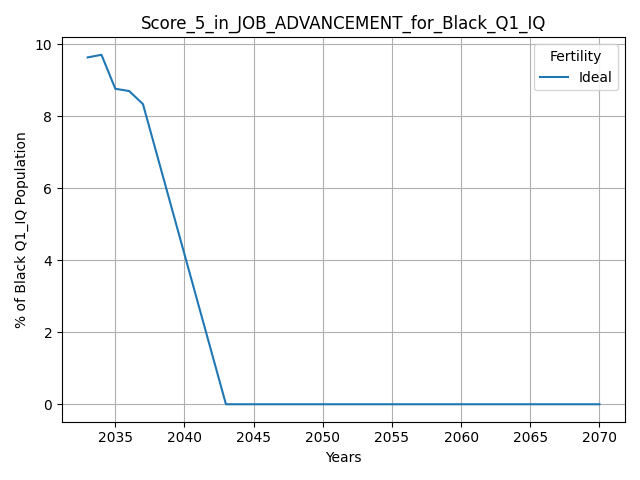 Score_5_in_JOB_ADVANCEMENT_for_Black_Q1_IQ
10
8
6
4
2
0
% of Black Q1_IQ Population
Fertility
Ideal
2035 2040 2045 2050 2055 2060 2065 2070
Years